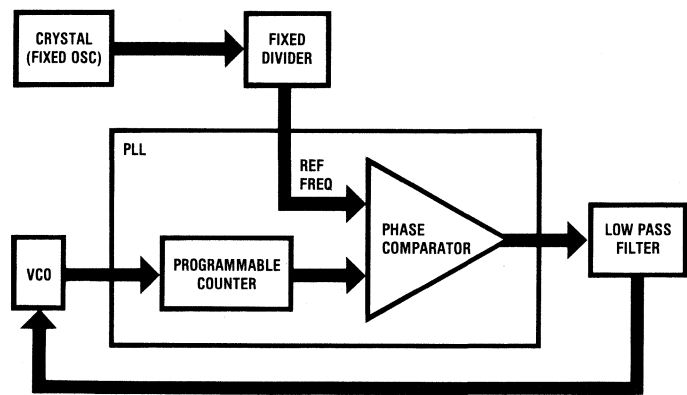 CRYSTAL
(FIXED OSC)
FIXED
DIVIDER
PLL
REF
FREQ
PHASE
COMPARATOR
LOW PASS
FILTER
VCO
PROGRAMMABLE
COUNTER